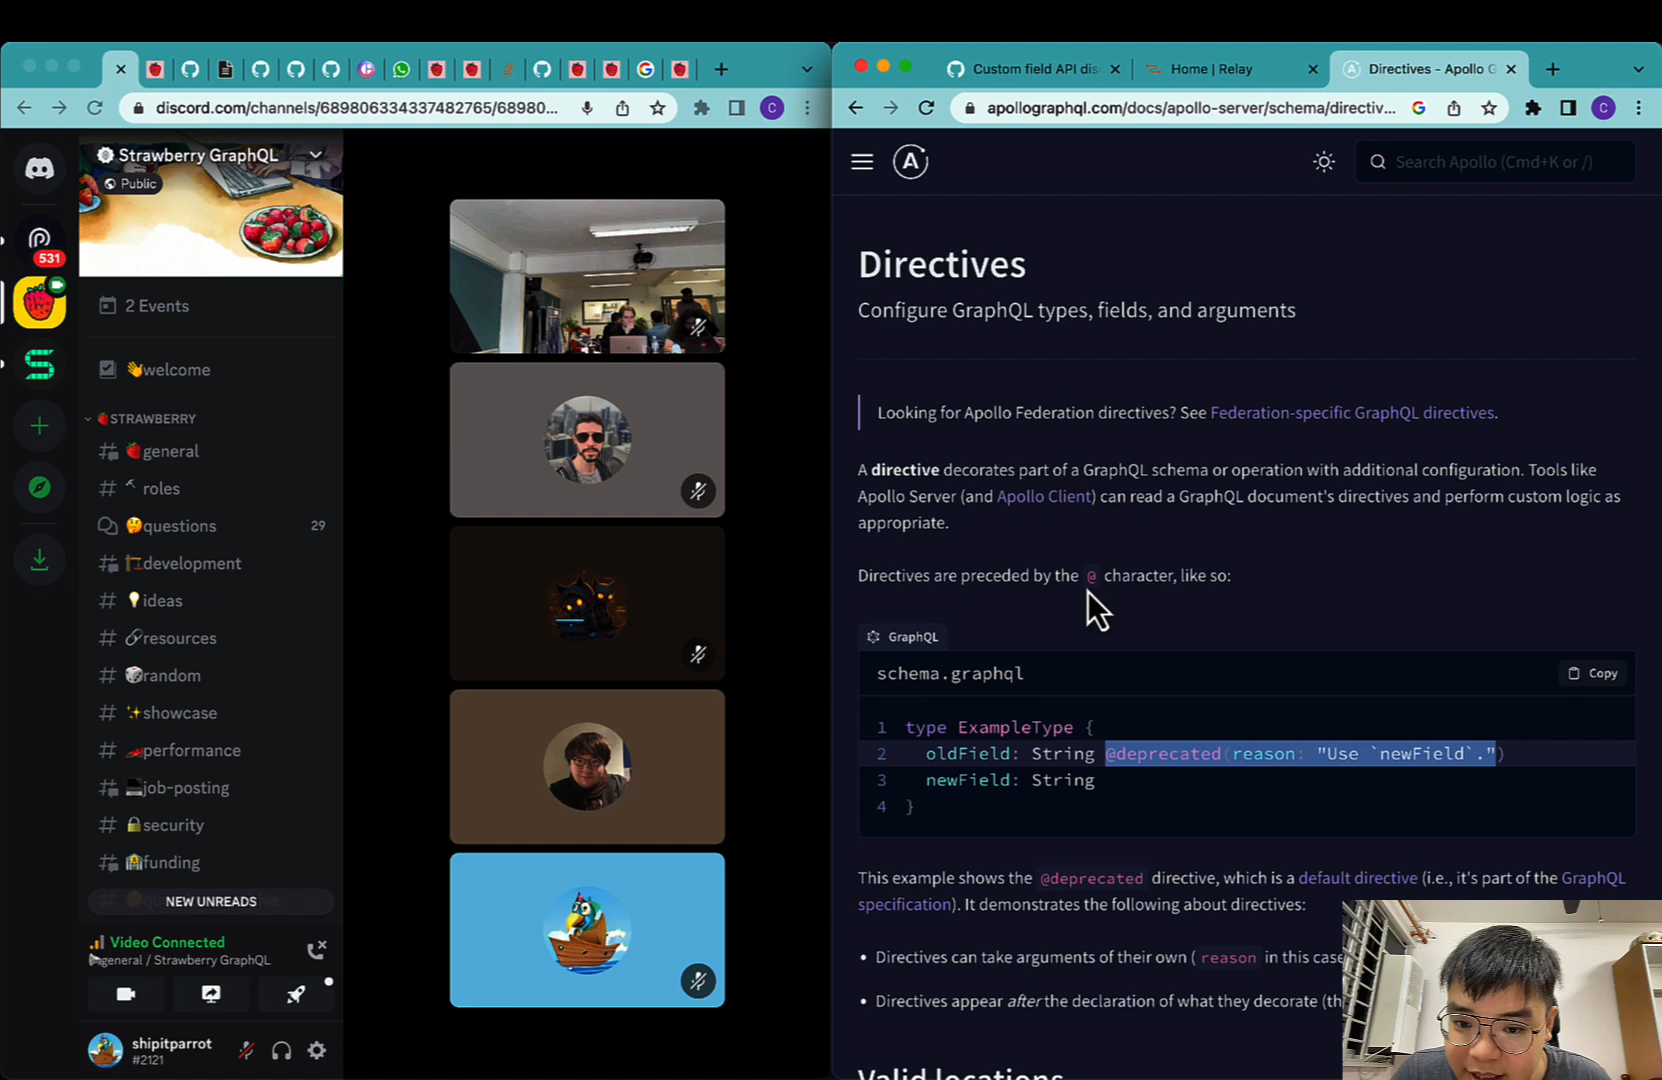 discord.com/channels/689806334337482765/68980...
Strawberry GraphQL
Public
531
2 Events
welcome
STRAWBERRY
general
roles
questions 29
development
ideas
resources
random
showcase
performance
job-posting
security
funding
NEW UNREADS
Video Connected
general / Strawberry GraphQL
shipitparrot
#2121
C
Custom field API dis
Home | Relay
Directives - Apollo G
apollographql.com/docs/apollo-server/schema/directiv...
C
Search Apollo (Cmd+K or /)
Directives
Configure GraphQL types, fields, and arguments
Looking for Apollo Federation directives? See Federation-specific GraphQL directives.
A directive decorates part of a GraphQL schema or operation with additional configuration. Tools like
Apollo Server (and Apollo Client) can read a GraphQL document's directives and perform custom logic as
appropriate.
Directives are preceded by the @ character, like so:
GraphQL
schema.graphql
Copy
1 type ExampleType {
2 oldField: String @deprecated(reason: "Use `newField`.")
3 newField: String
4 }
This example shows the @deprecated directive, which is a default directive (i.e., it's part of the GraphQL
specification). It demonstrates the following about directives:
• Directives can take arguments of their own ( reason in this case
• Directives appear after the declaration of what they decorate (th
Valid locations